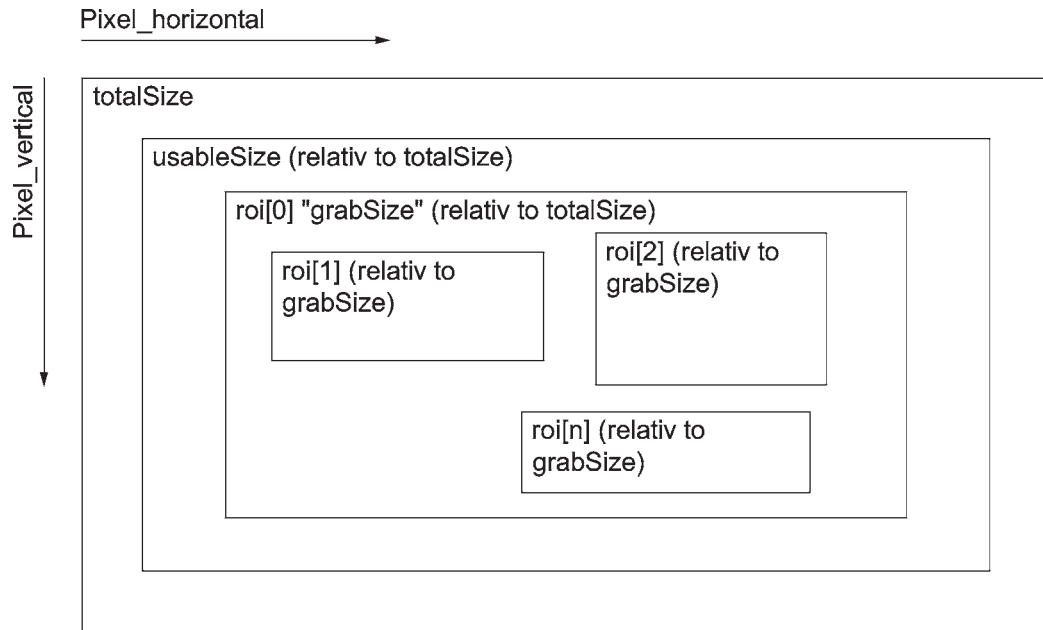 Pixel_horizontal
Pixel_vertical
totalSize
usableSize (relativ to totalSize)
roi[0] "grabSize" (relativ to totalSize)
roi[1] (relativ to
grabSize)
roi[2] (relativ to
grabSize)
roi[n] (relativ to
grabSize)